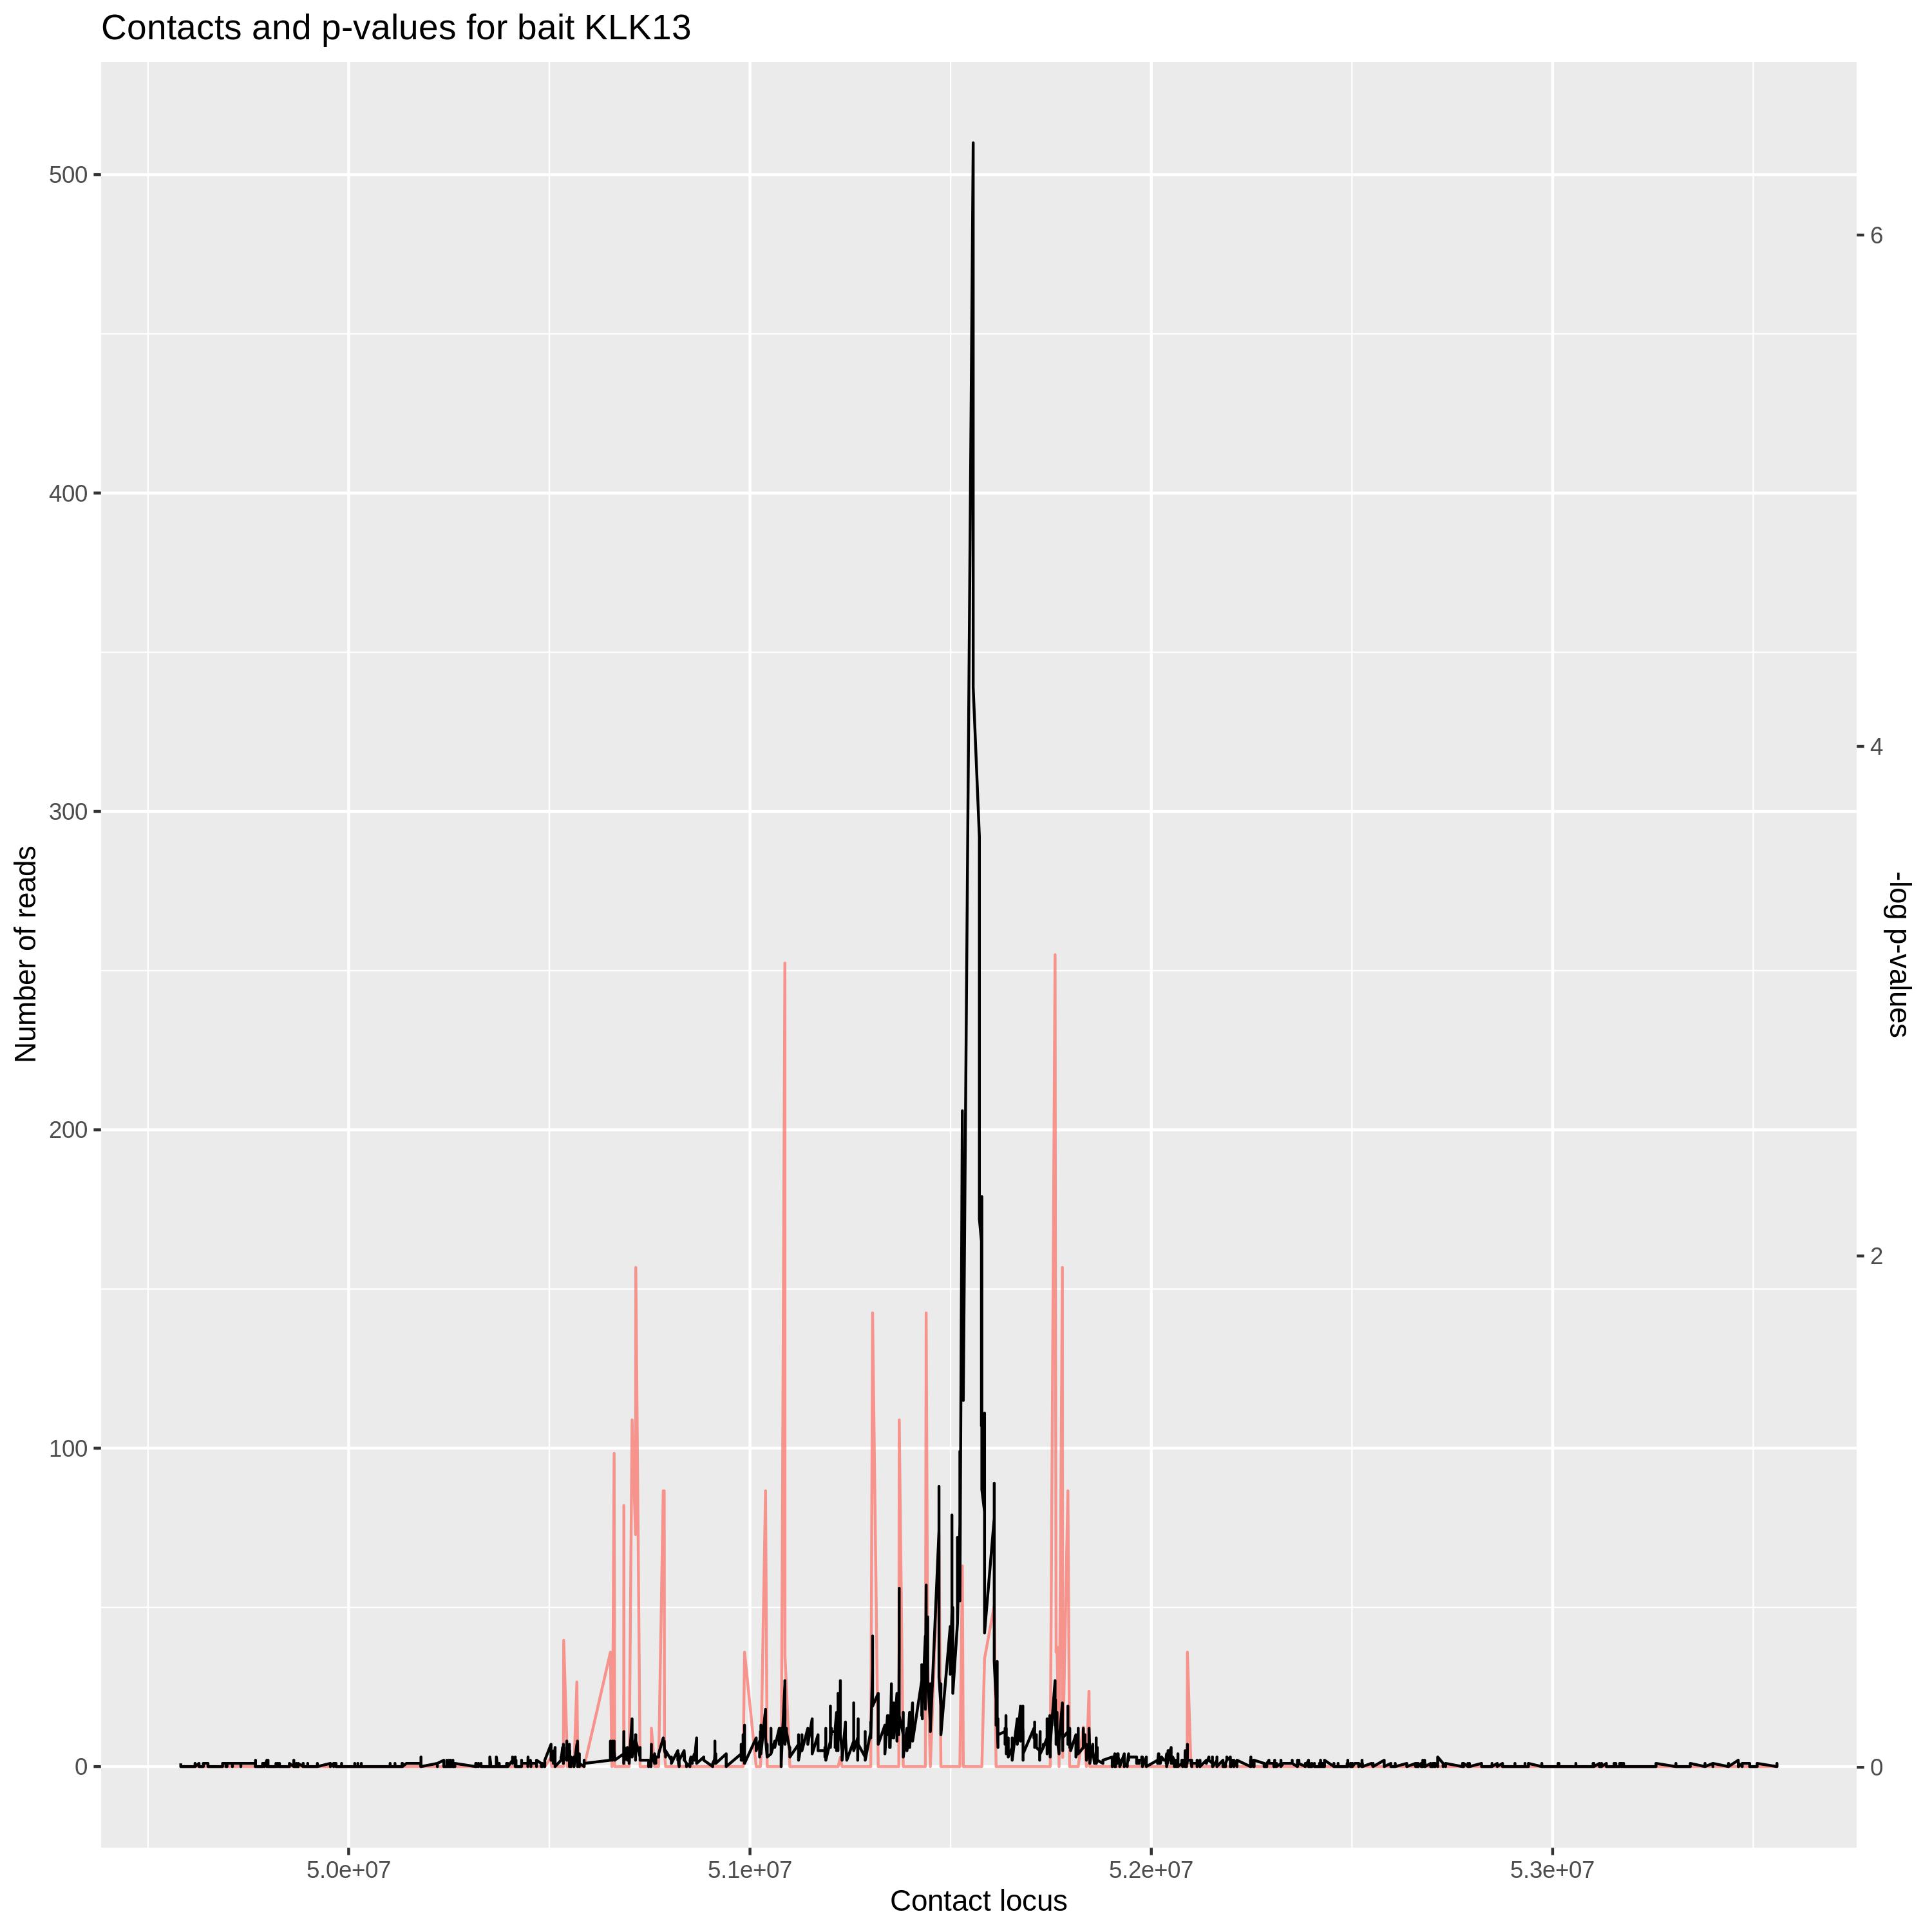 Contacts and p-values for bait KLK13
500
400
300
200
100
0
Number of reads
6
4
2
0
-log p-values
5.0e+07
5.1e+07
5.2e+07
5.3e+07
Contact locus